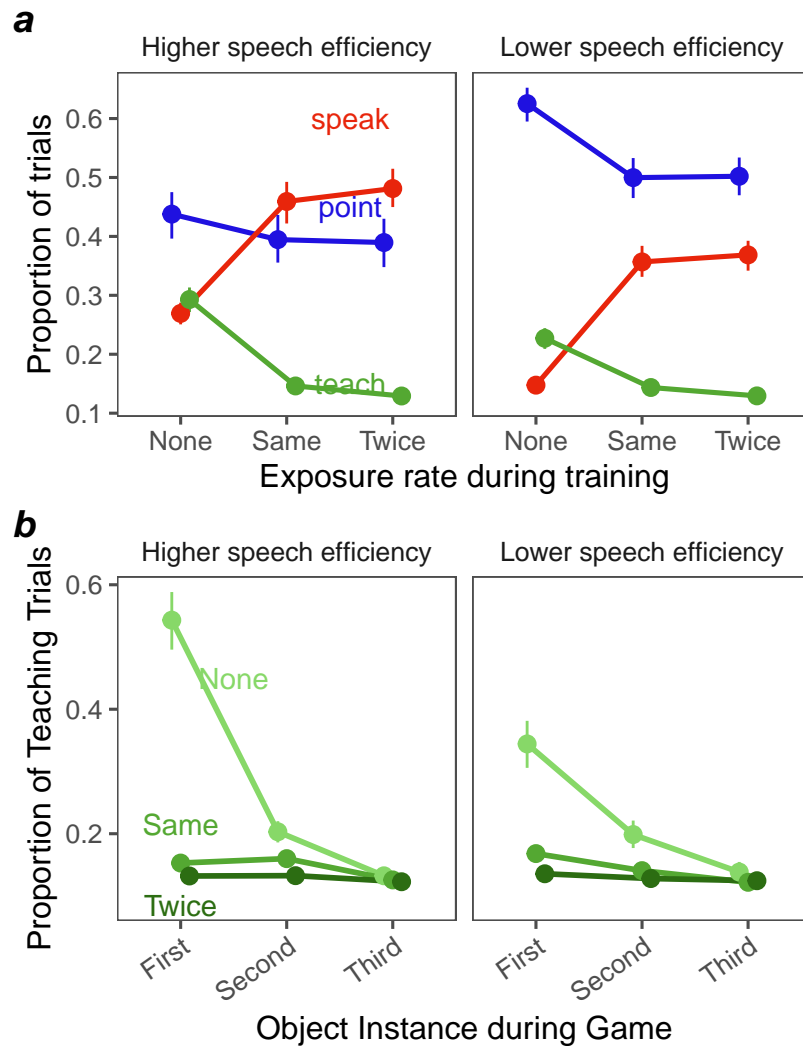 a
Higher speech efficiency
Lower speech efficiency
Proportion of trials
0.6
0.5
0.4
0.3
0.2
0.1
speak
point
teach
None
Same
Twice
None
Same
Twice
Exposure rate during training
b
Higher speech efficiency
Lower speech efficiency
Proportion of Teaching Trials
0.6
0.4
0.2
None
Same
Twice
First
Second
Third
First
Second
Third
Object Instance during Game